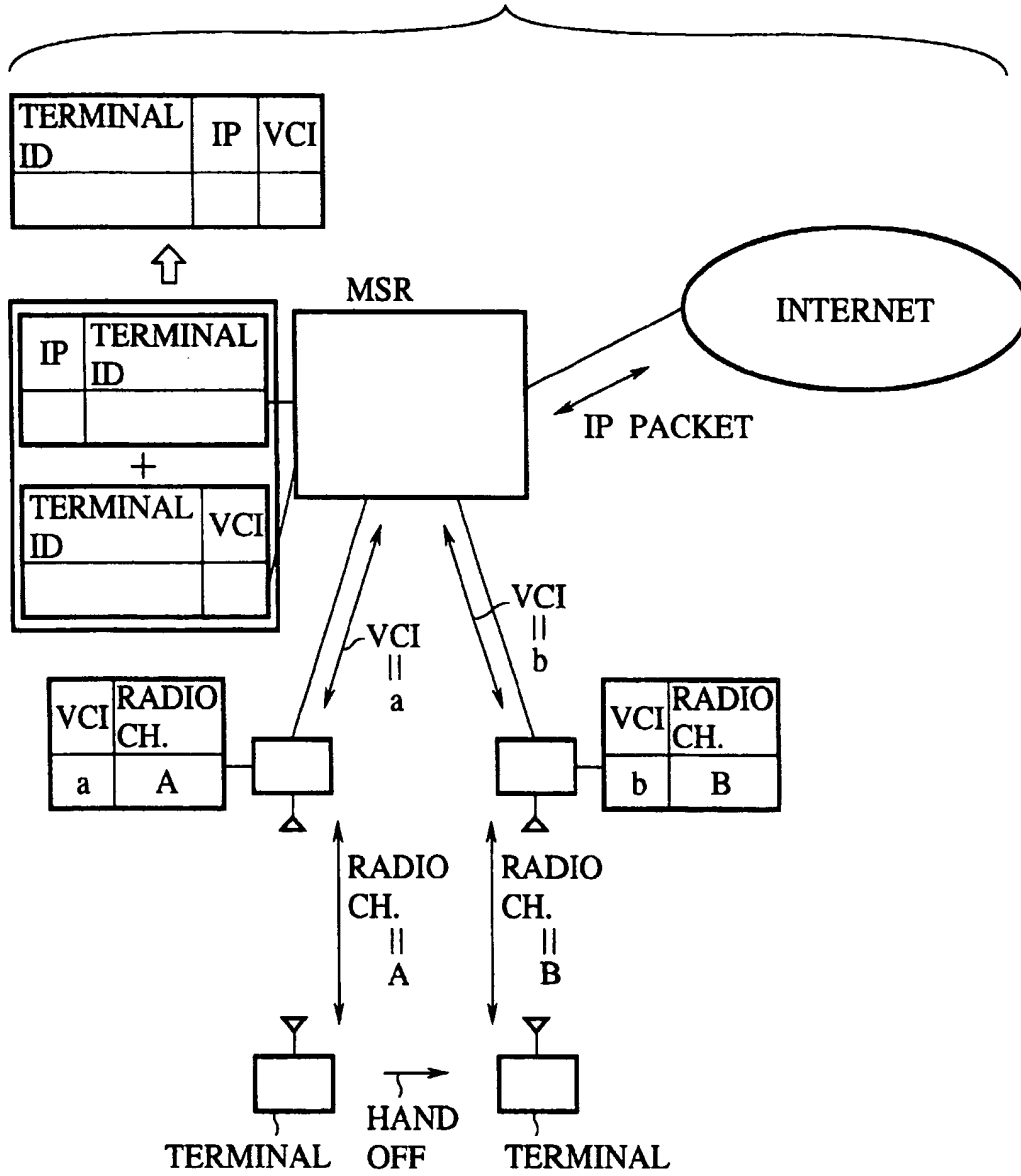 TERMINAL ID IP VCI
MSR
INTERNET
IP PACKET
IP TERMINAL ID
+
TERMINAL ID VCI
VCI = a
VCI = b
VCI RADIO CH.
a A
VCI RADIO CH.
b B
RADIO CH. = A
RADIO CH. = B
HAND OFF
TERMINAL
TERMINAL